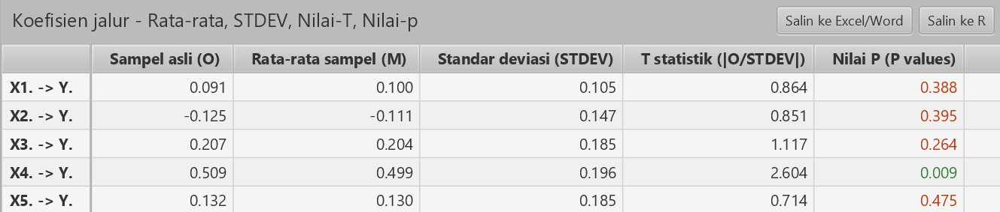 Koefisien jalur - Rata-rata, STDEV, Nilai-T, Nilai-p Salin ke Excel/Word Salin ke R
Sampel asli (O) Rata-rata sampel (M) Standar deviasi (STDEV) T statistik (|O/STDEV|) Nilai P (P values)
X1. -> Y. 0.091 0.100 0.105 0.864 0.388
X2. -> Y. -0.125 -0.111 0.147 0.851 0.395
X3. -> Y. 0.207 0.204 0.185 1.117 0.264
X4. -> Y. 0.509 0.499 0.196 2.604 0.009
X5. -> Y. 0.132 0.130 0.185 0.714 0.475